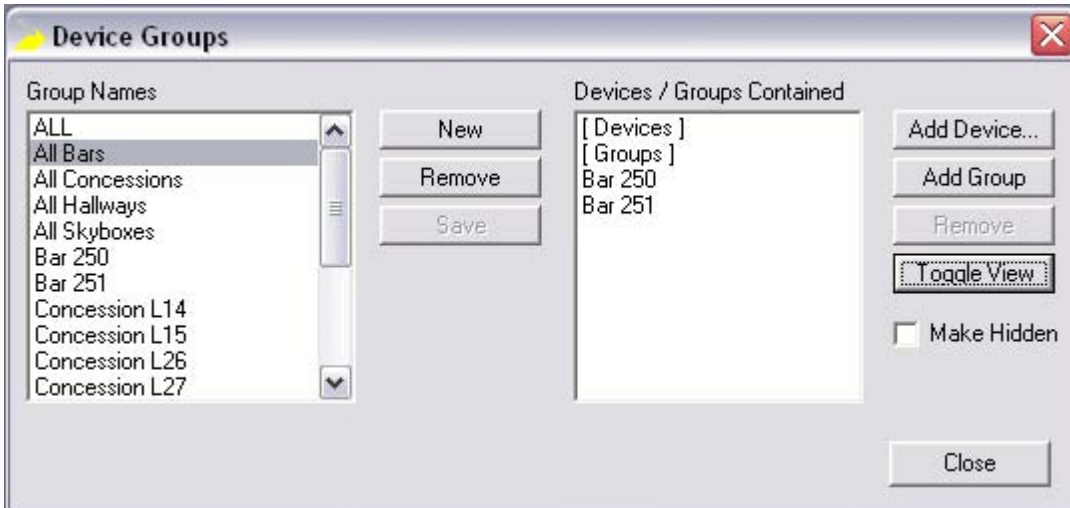 Device Groups
Group Names
ALL
All Bars
All Concessions
All Hallways
All Skyboxes
Bar 250
Bar 251
Concession L14
Concession L15
Concession L26
Concession L27
New
Remove
Save
Devices / Groups Contained
[ Devices ]
[ Groups ]
Bar 250
Bar 251
Add Device...
Add Group
Remove
Toggle View
Make Hidden
Close